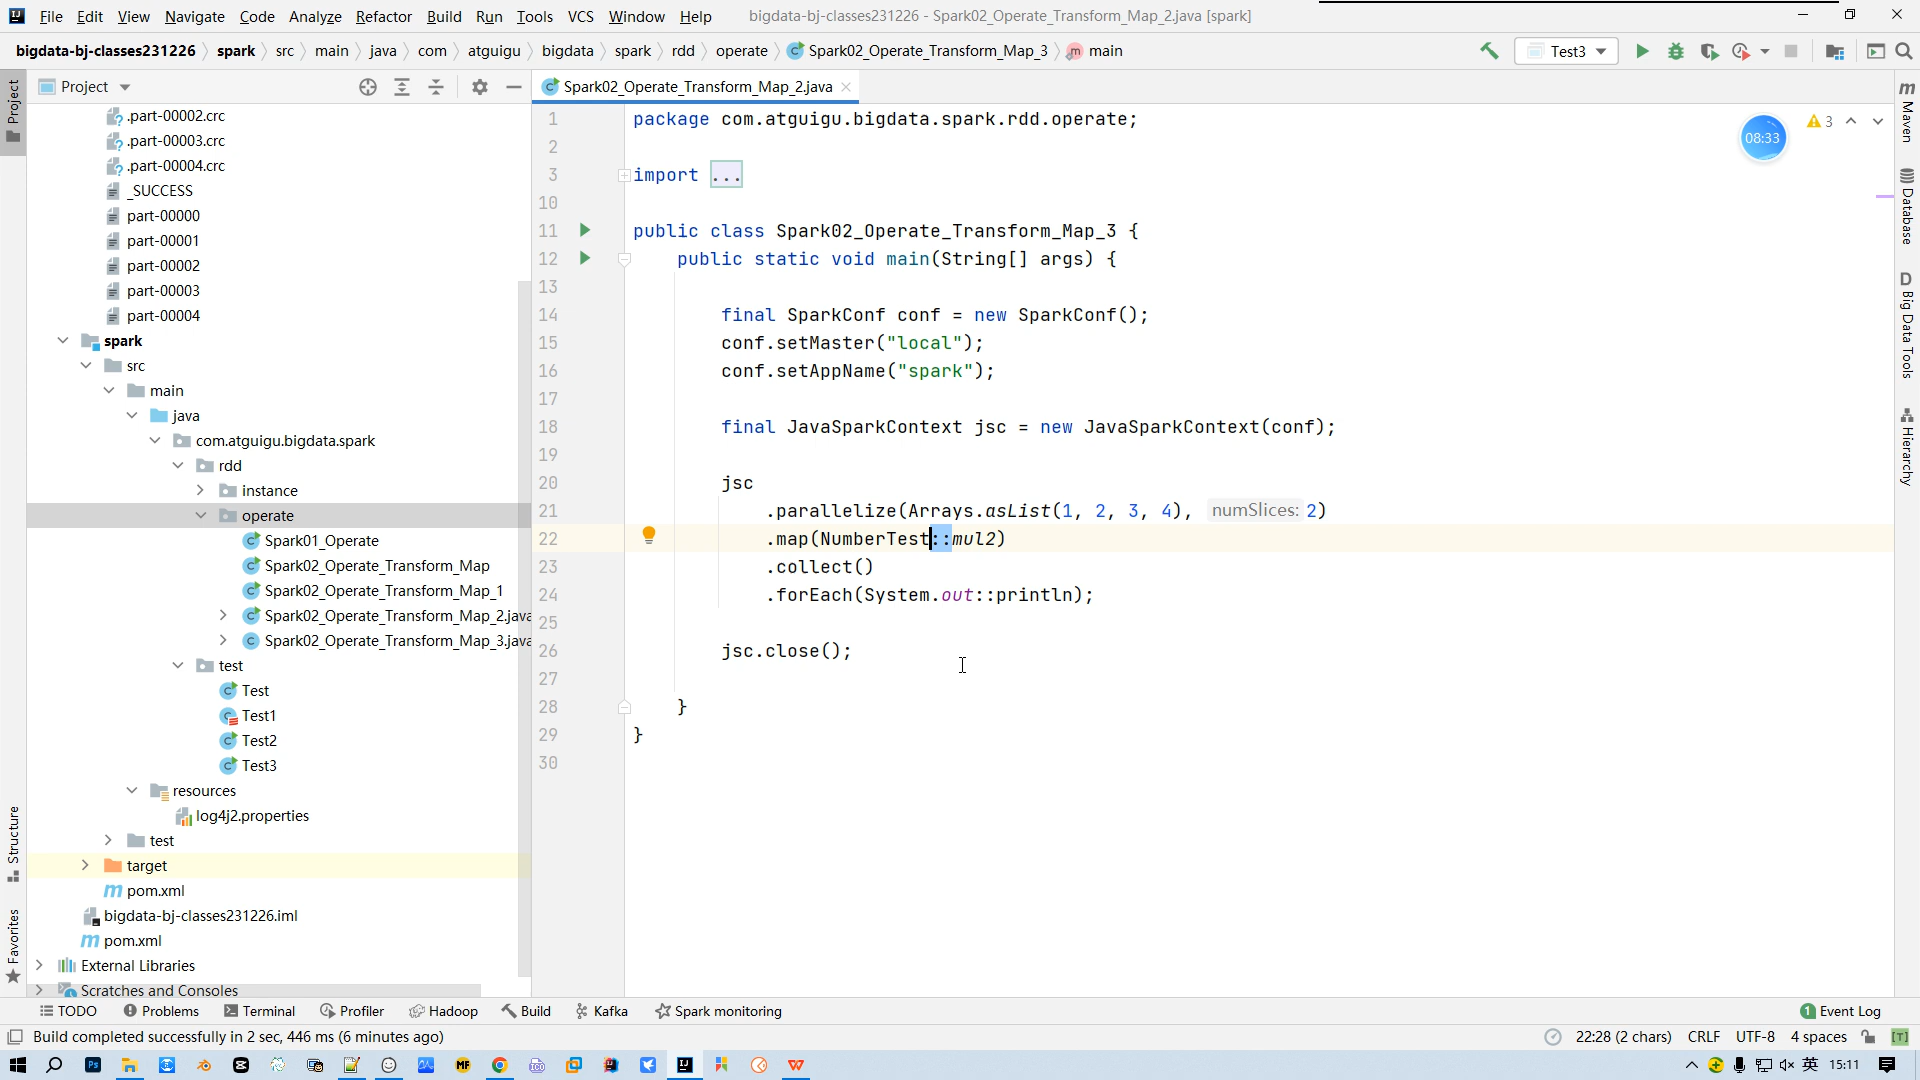 File Edit View Navigate Code Analyze Refactor Build Run Tools VCS Window Help bigdata-bj-classes231226 - Spark02_Operate_Transform_Map_2.java [spark]
bigdata-bj-classes231226 spark src main java com atguigu bigdata spark rdd operate Spark02_Operate_Transform_Map_3 main Test3
Project
Spark02_Operate_Transform_Map_2.java
Project
Structure
Favorites
.part-00002.crc
.part-00003.crc
.part-00004.crc
_SUCCESS
part-00000
part-00001
part-00002
part-00003
part-00004
spark
src
main
java
com.atguigu.bigdata.spark
rdd
instance
operate
Spark01_Operate
Spark02_Operate_Transform_Map
Spark02_Operate_Transform_Map_1
Spark02_Operate_Transform_Map_2.java
Spark02_Operate_Transform_Map_3.java
test
Test
Test1
Test2
Test3
resources
log4j2.properties
test
target
pom.xml
bigdata-bj-classes231226.iml
pom.xml
External Libraries
Scratches and Consoles
1 package com.atguigu.bigdata.spark.rdd.operate;
2
3 import ...
10
11 public class Spark02_Operate_Transform_Map_3 {
12 public static void main(String[] args) {
13
14 final SparkConf conf = new SparkConf();
15 conf.setMaster("local");
16 conf.setAppName("spark");
17
18 final JavaSparkContext jsc = new JavaSparkContext(conf);
19
20 jsc
21 .parallelize(Arrays.asList(1, 2, 3, 4), numSlices: 2)
22 .map(NumberTest::mul2)
23 .collect()
24 .forEach(System.out::println);
25
26 jsc.close();
27
28 }
29 }
30
08:33
3
Maven
Database
Big Data Tools
Hierarchy
TODO Problems Terminal Profiler Hadoop Build Kafka Spark monitoring 1 Event Log
Build completed successfully in 2 sec, 446 ms (6 minutes ago) 22:28 (2 chars) CRLF UTF-8 4 spaces
英 15:11